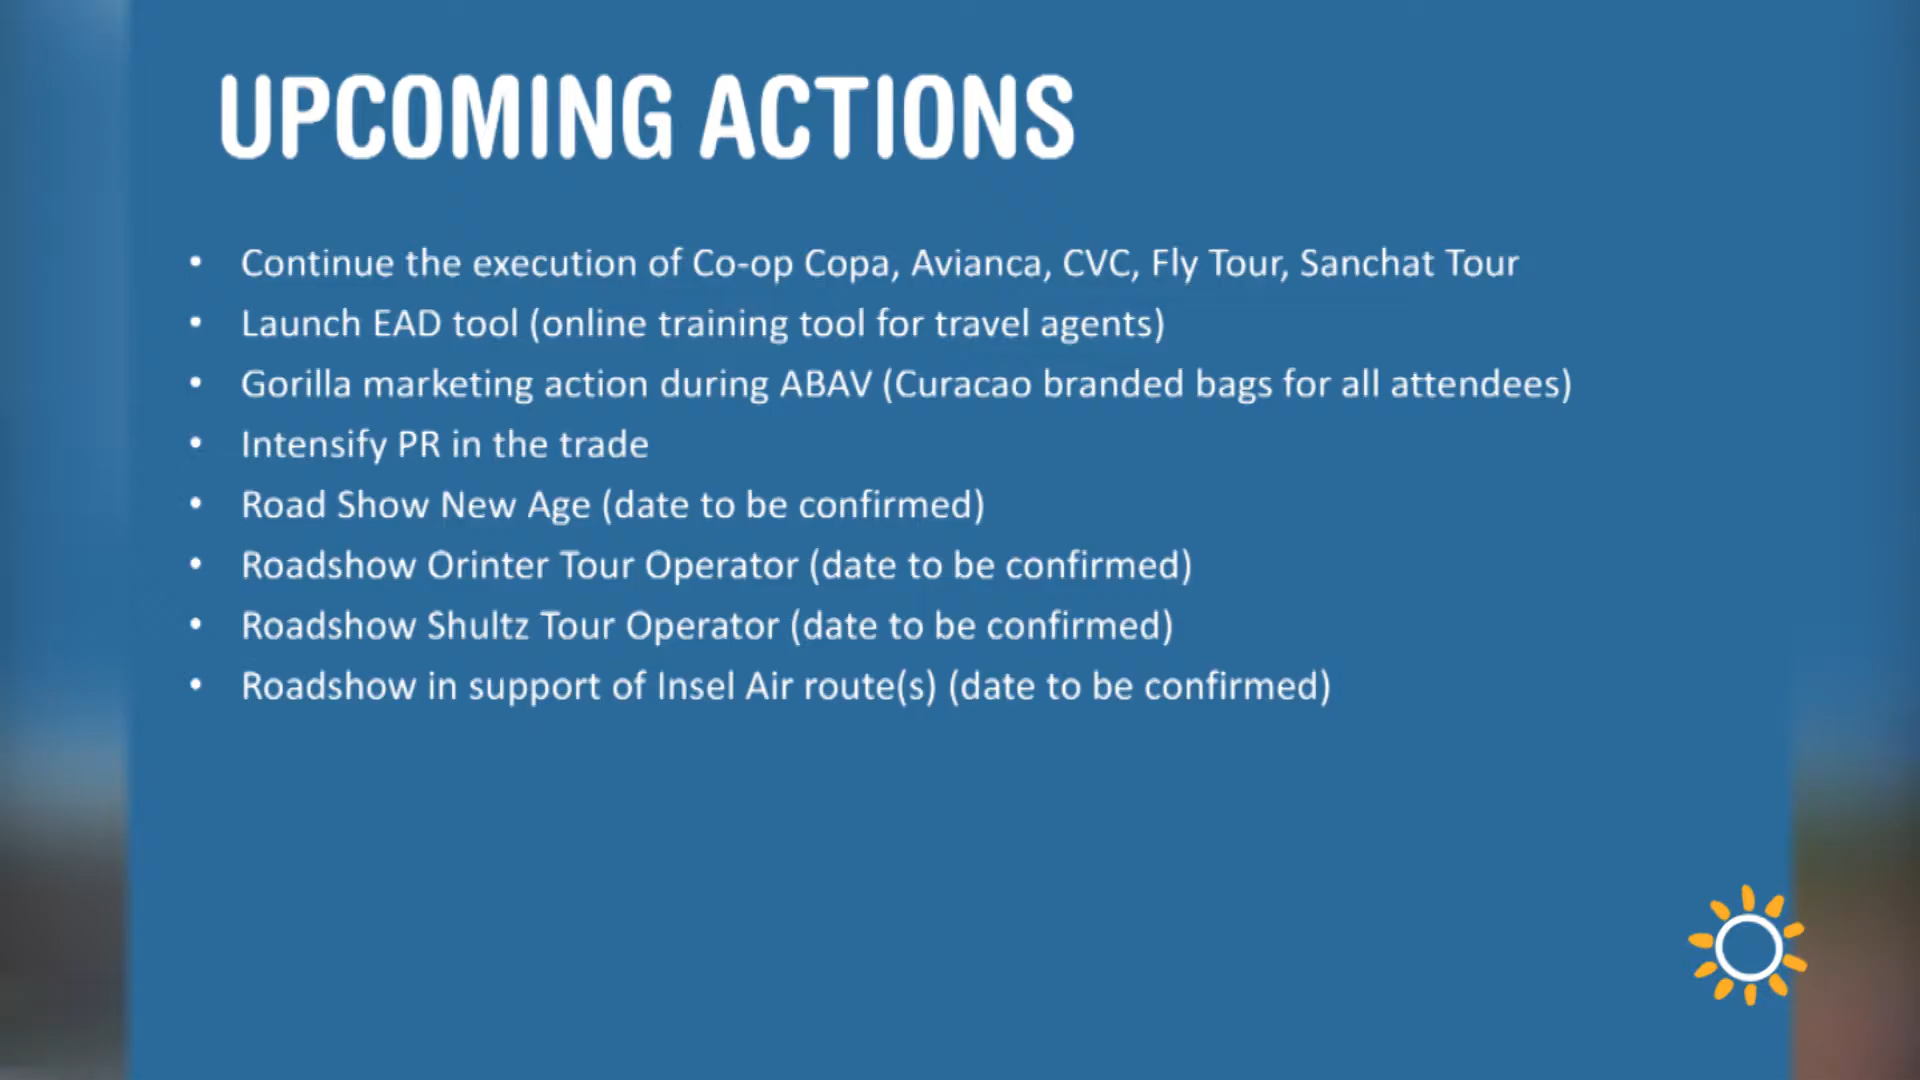 UPCOMING ACTIONS
• Continue the execution of Co-op Copa, Avianca, CVC, Fly Tour, Sanchat Tour
• Launch EAD tool (online training tool for travel agents)
• Gorilla marketing action during ABAV (Curacao branded bags for all attendees)
• Intensify PR in the trade
• Road Show New Age (date to be confirmed)
• Roadshow Orinter Tour Operator (date to be confirmed)
• Roadshow Shultz Tour Operator (date to be confirmed)
• Roadshow in support of Insel Air route(s) (date to be confirmed)